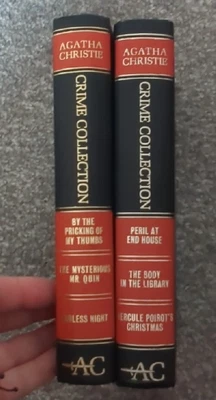 AGATHA
CHRISTIE
CRIME COLLECTION
BY THE
PRICKING OF
MY THUMBS
THE MYSTERIOUS
MR. QUIN
NIGHT
AC
AGATHA
CHRISTIE
CRIME COLLECTION
PERIL AT
END HOUSE
THE BODY
IN THE LIBRARY
HERCULE POIROT'S
CHRISTMAS
AC